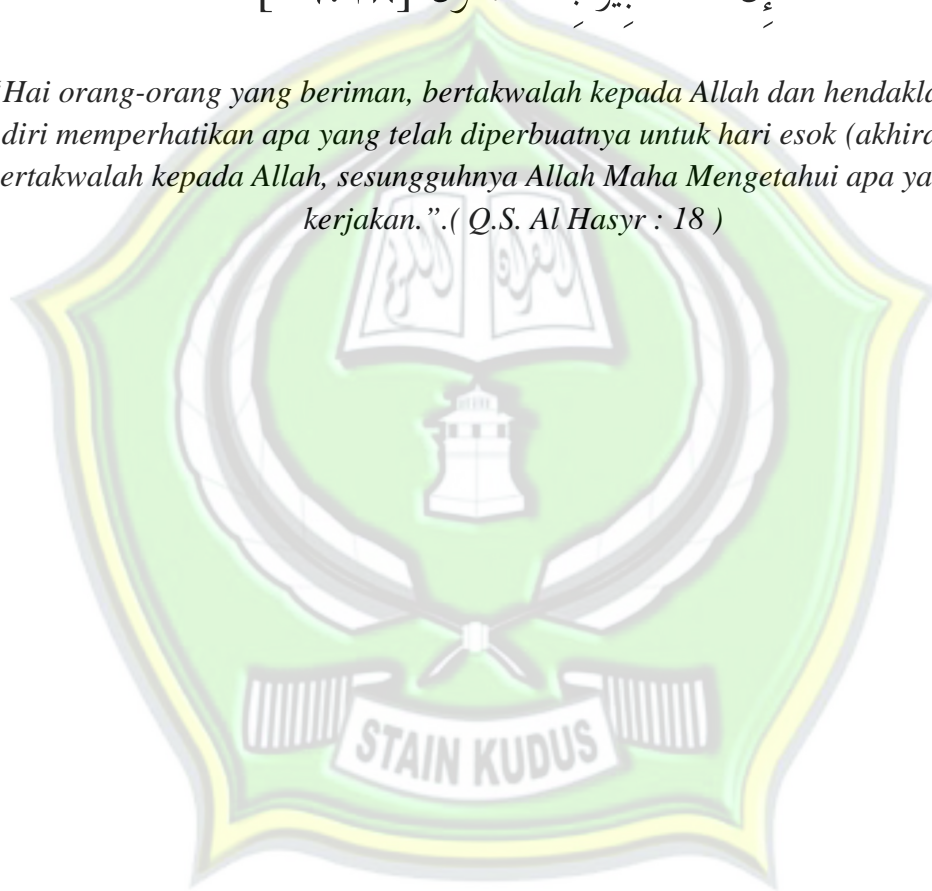 Hai orang-orang yang beriman, bertakwalah kepada Allah dan hendakla
diri memperhatikan apa yang telah diperbuatnya untuk hari esok (akhira
ertakwalah kepada Allah, sesungguhnya Allah Maha Mengetahui apa ya
kerjakan.”.( Q.S. Al Hasyr : 18 )
STAIN KUDUS